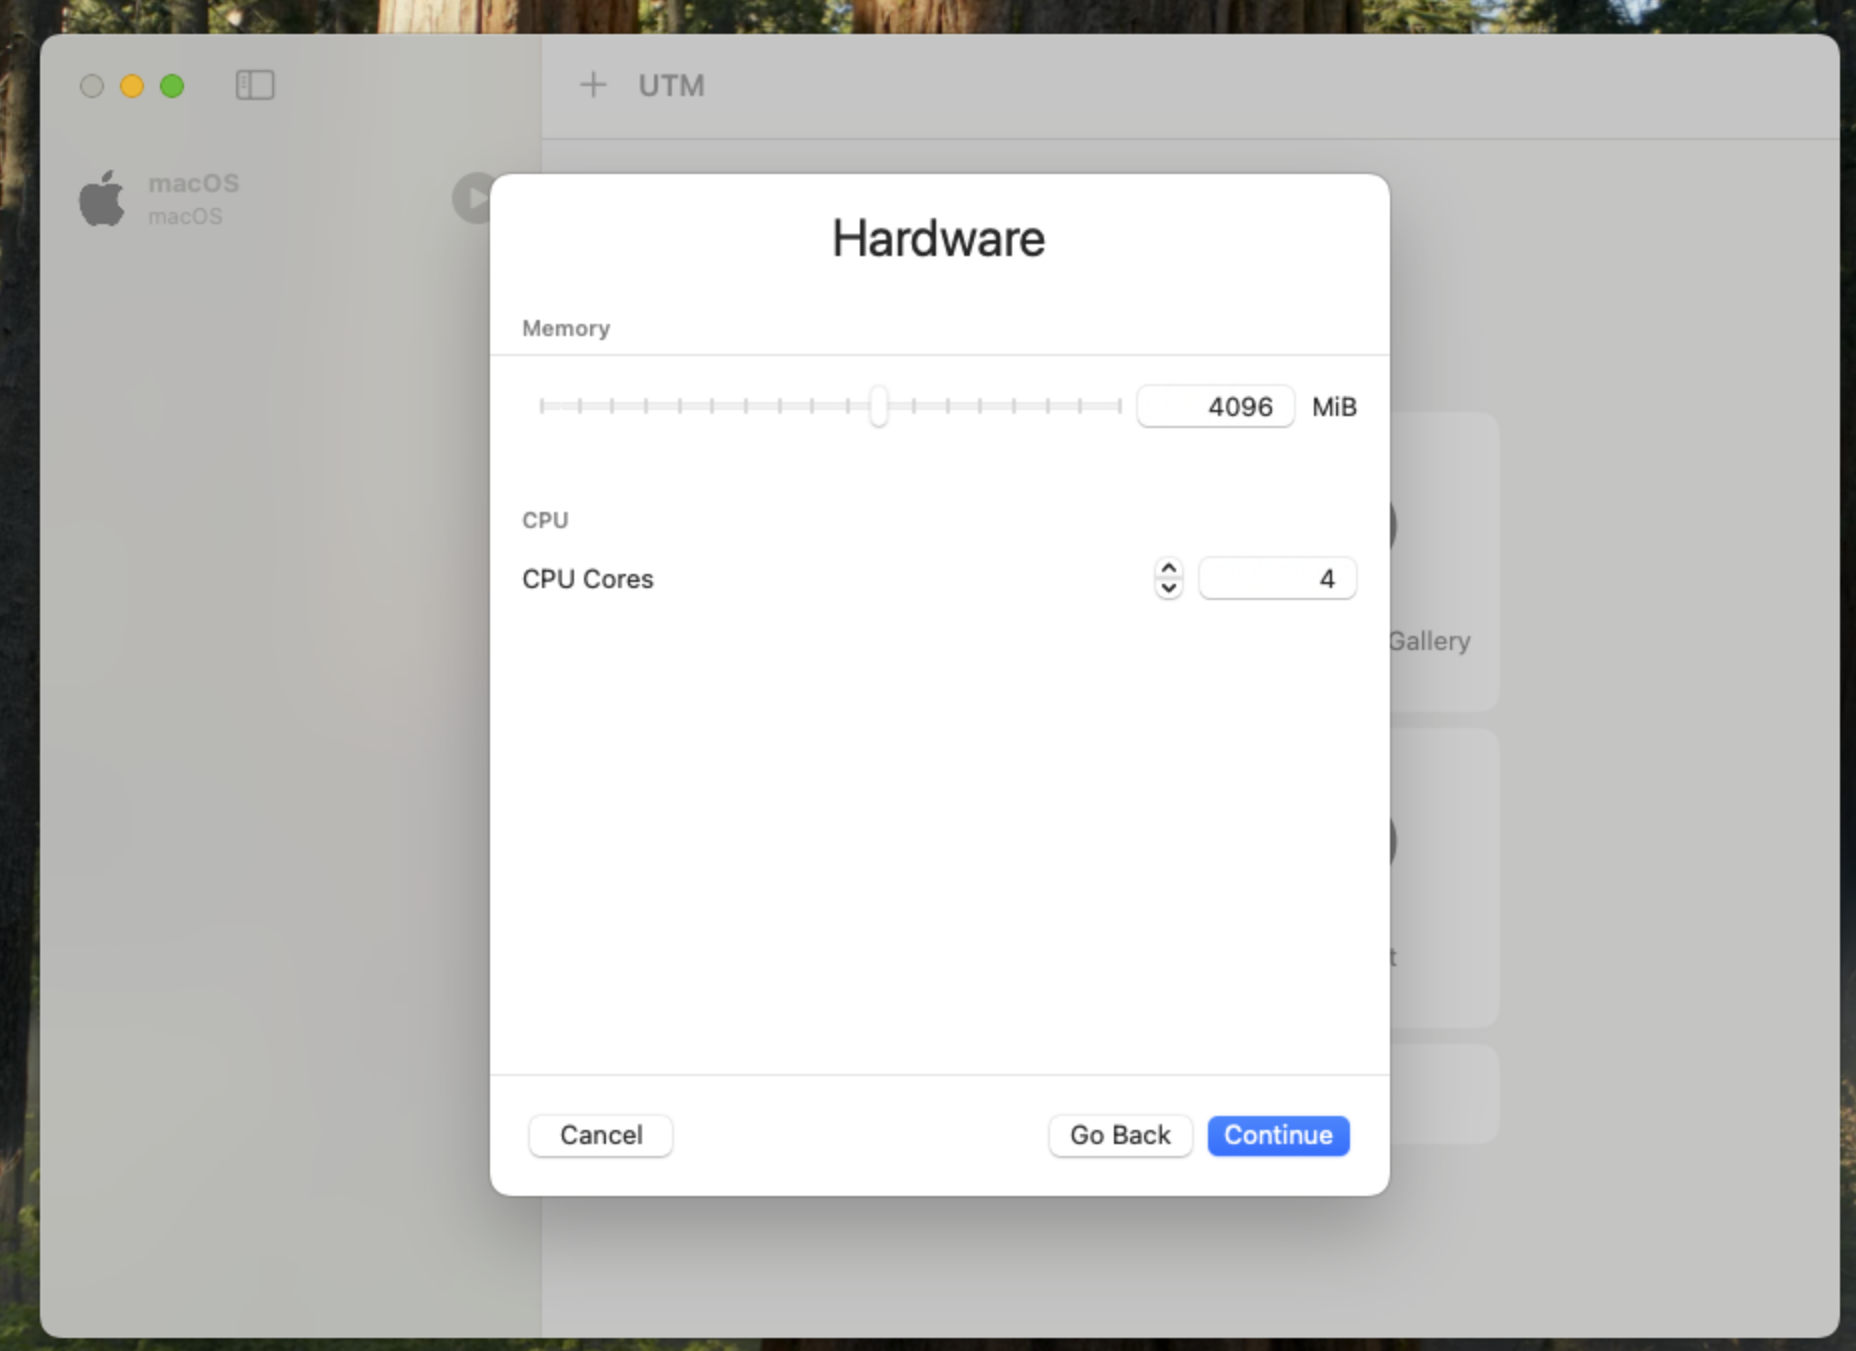 UTM
macOS
macOS
Hardware
Memory
4096 MiB
CPU
CPU Cores 4
Gallery
t
Cancel Go Back Continue